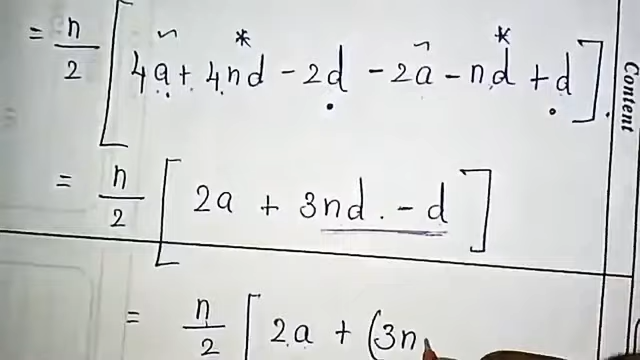 = n/2 [4a + 4nd - 2d - 2a - nd + d].
= n/2 [2a + 3nd. - d]
= n/2 [2a + (3n
Content